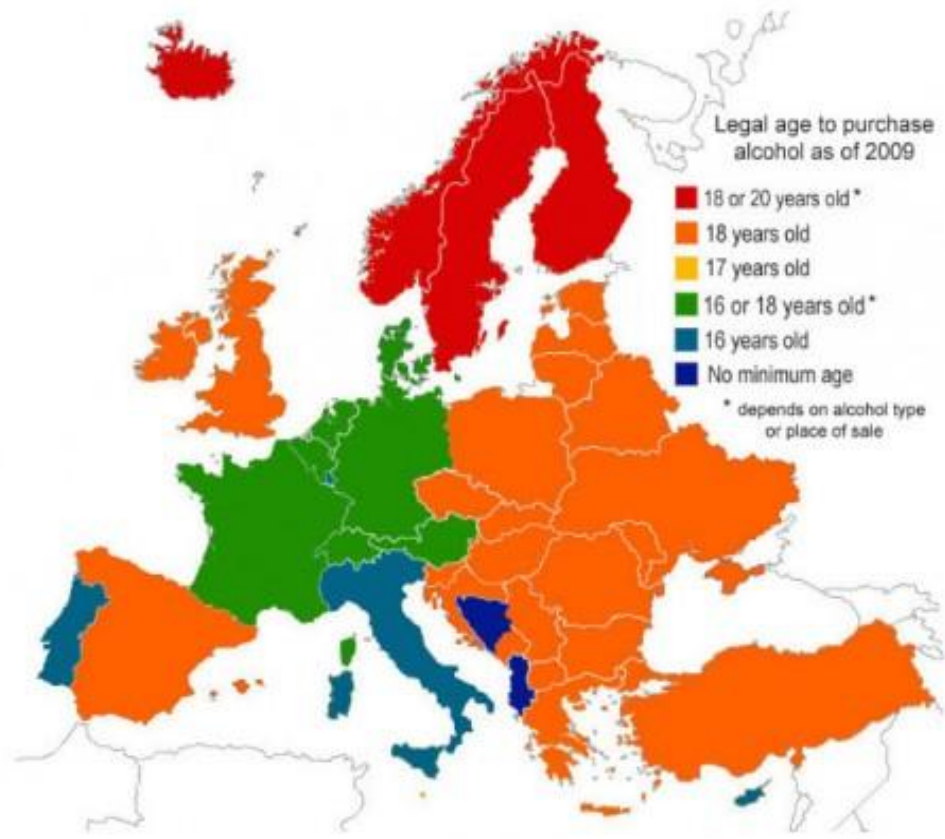 Legal age to purchase
alcohol as of 2009
18 or 20 years old *
18 years old
17 years old
16 or 18 years old *
16 years old
No minimum age
* depends on alcohol type
or place of sale